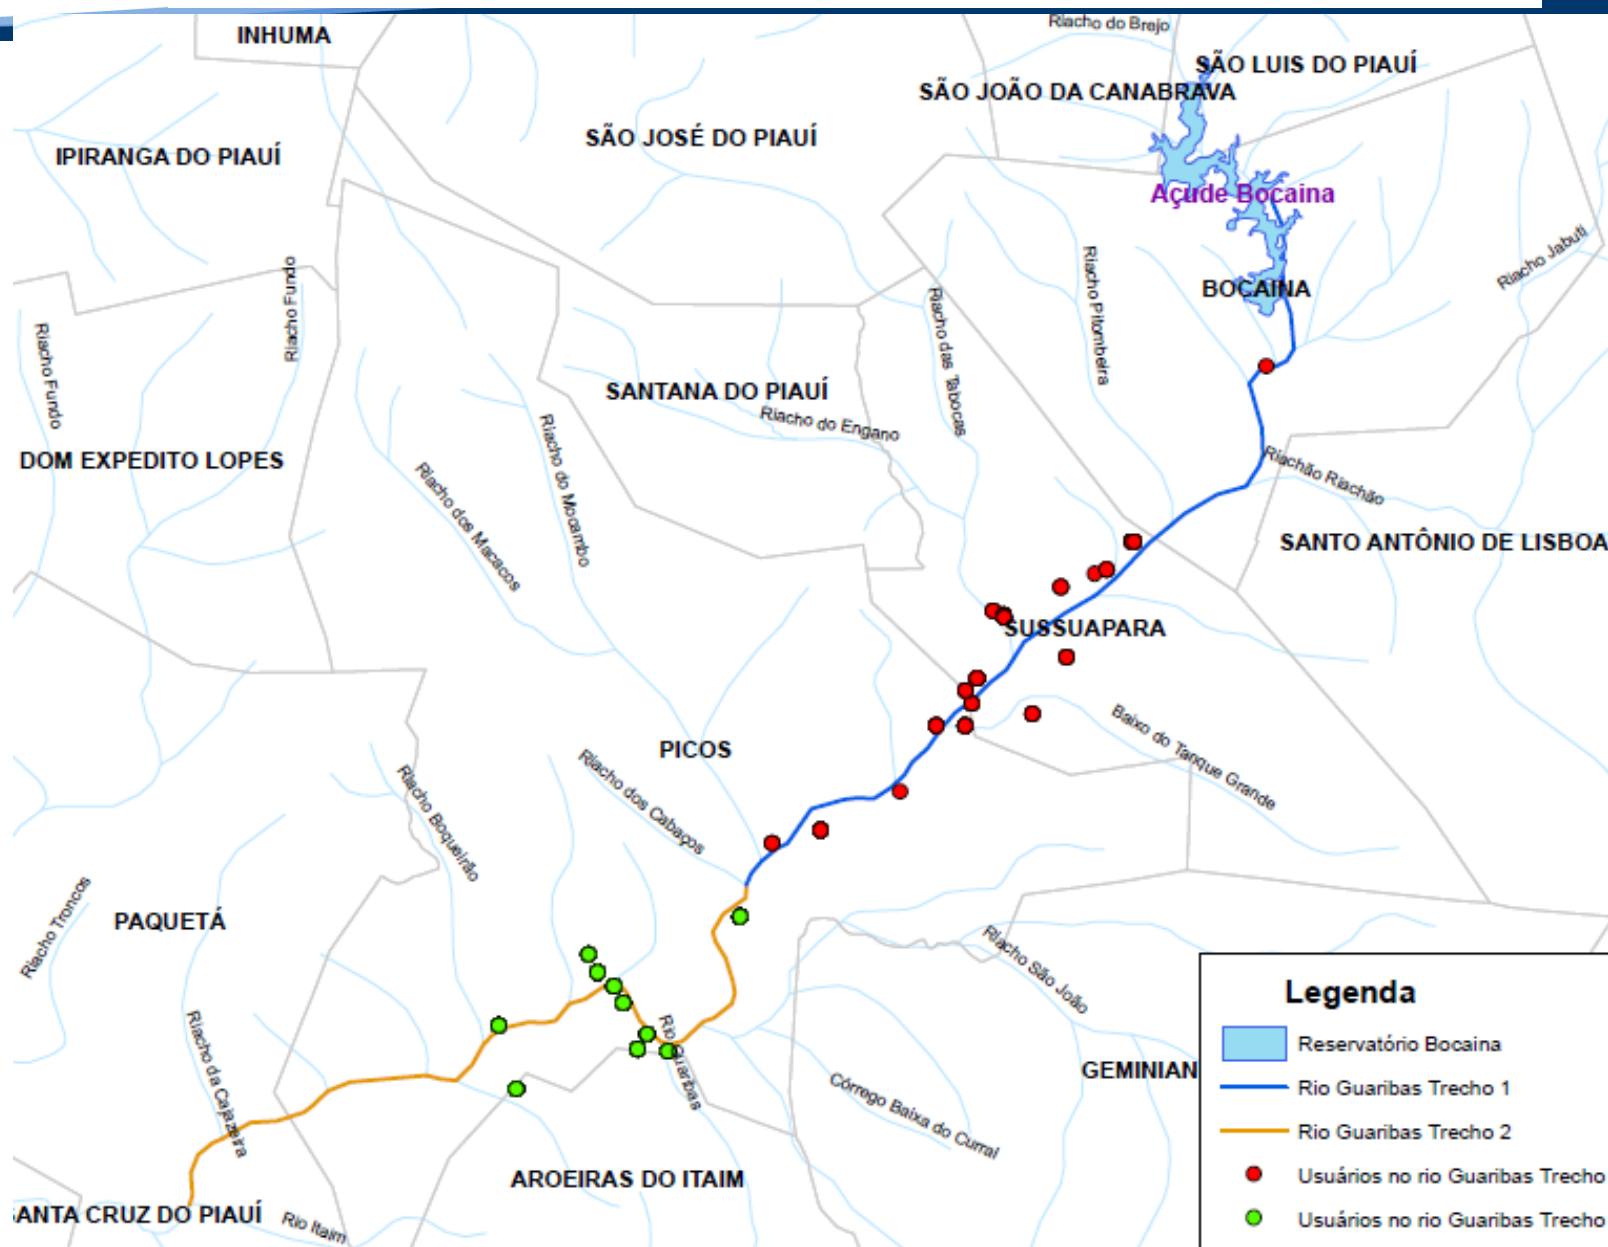 Riacho do Brejo
INHUMA
SÃO LUIS DO PIAUÍ
SÃO JOÃO DA CANABRAVA
SÃO JOSÉ DO PIAUÍ
IPIRANGA DO PIAUÍ
Açude Bocaina
Riacho Jabuti
Riacho Fundo
Riacho Pitombeira
BOCAINA
Riacho Fundo
Riacho das Tabocas
SANTANA DO PIAUÍ
Riacho do Engano
DOM EXPEDITO LOPES
Riacho do Mocambo
Riacho dos Macacos
Riachão Riachão
SANTO ANTÔNIO DE LISBOA
SUSSUAPARA
Baixo do Tanque Grande
PICOS
Riacho dos Cabaços
Riacho Boqueirão
PAQUETÁ
Riacho Troncos
Riacho São João
Rio Guaribas
Riacho da Cajazeira
GEMINIAN
Córrego Baixa do Curral
AROEIRAS DO ITAIM
ANTA CRUZ DO PIAUÍ
Rio Itaim
Legenda
Reservatório Bocaina
Rio Guaribas Trecho 1
Rio Guaribas Trecho 2
Usuários no rio Guaribas Trecho
Usuários no rio Guaribas Trecho